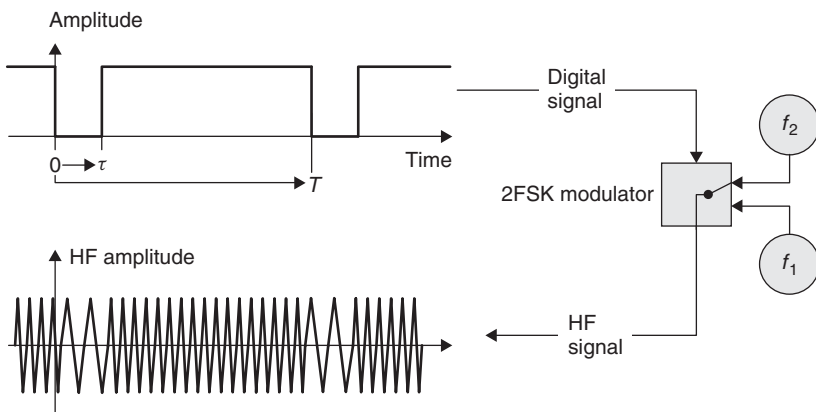 Amplitude
0
τ
T
Time
Digital
signal
f2
2FSK modulator
f1
HF amplitude
HF
signal